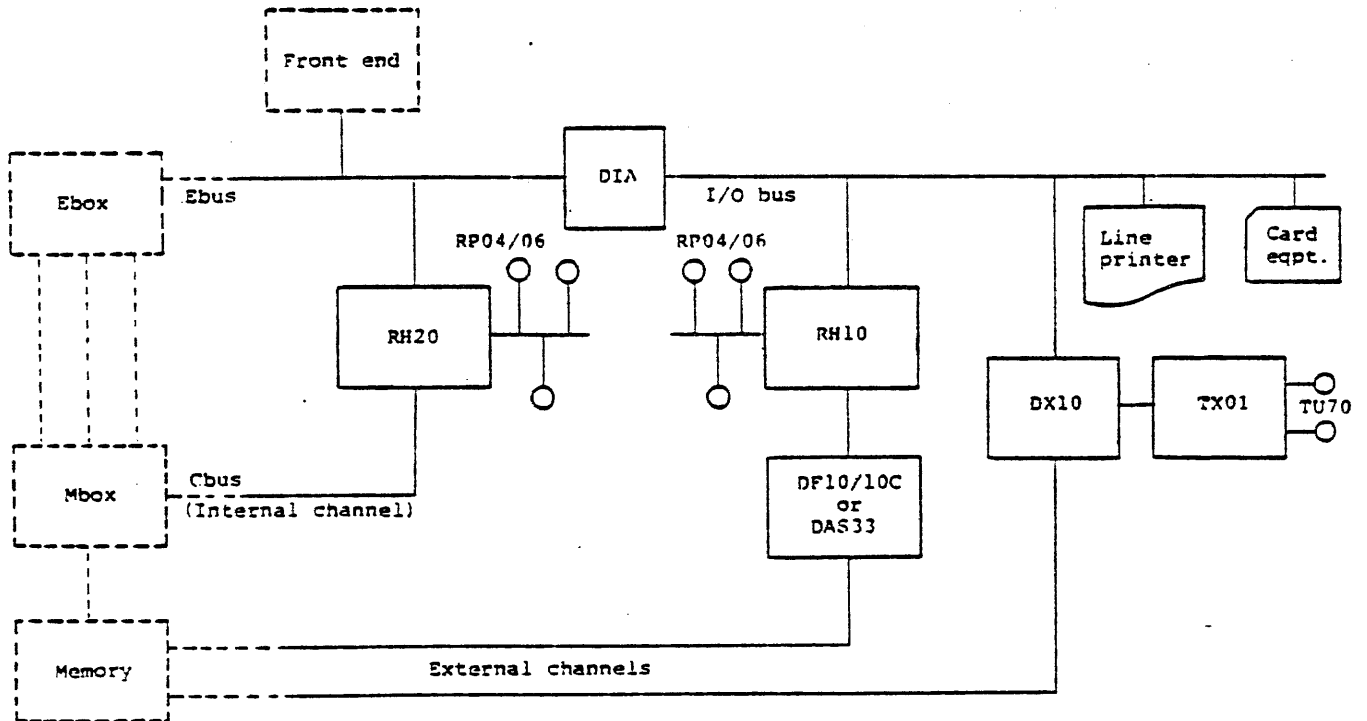 Front end
DIA
Ebox
Ebus
I/O bus
Line
printer
Card
eqpt.
RP04/06
RP04/06
RH20
RH10
DX10
TX01
TU70
Mbox
Cbus
(Internal channel)
DF10/10C
or
DAS33
Memory
External channels